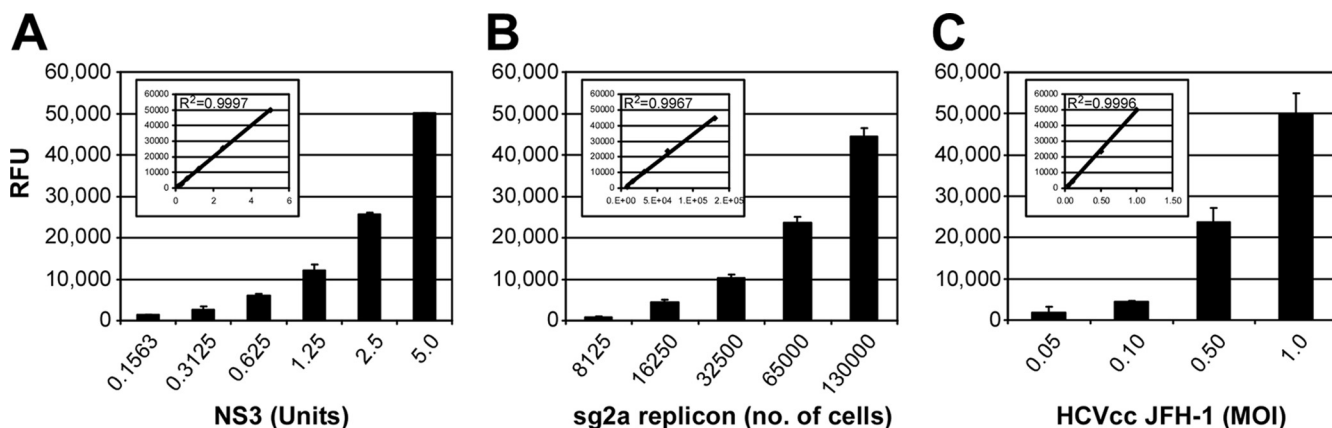 A
RFU
60,000
50,000
40,000
30,000
20,000
10,000
0
R²=0.9997
60000
50000
40000
30000
20000
10000
0
0 2 4 6
0.1563 0.3125 0.625 1.25 2.5 5.0
NS3 (Units)
B
60,000
50,000
40,000
30,000
20,000
10,000
0
R²=0.9967
60000
50000
40000
30000
20000
10000
0
0.E+00 5.E+04 1.E+05 2.E+05
8125 16250 32500 65000 130000
sg2a replicon (no. of cells)
C
60,000
50,000
40,000
30,000
20,000
10,000
0
R²=0.9996
60000
50000
40000
30000
20000
10000
0
0.00 0.50 1.00 1.50
0.05 0.10 0.50 1.0
HCVcc JFH-1 (MOI)